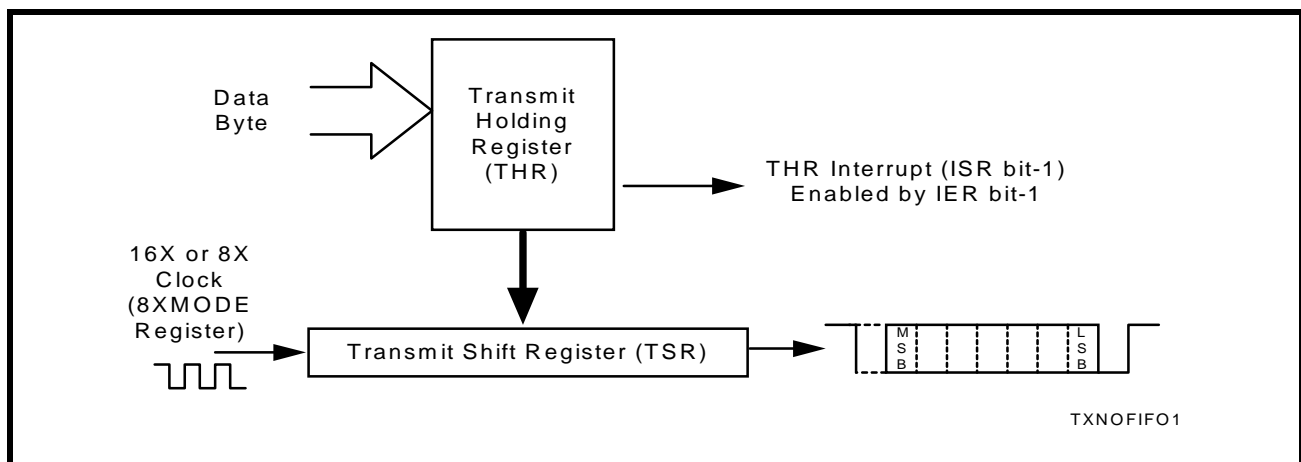 Data
Byte
Transmit
Holding
Register
(THR)
THR Interrupt (ISR bit-1)
Enabled by IER bit-1
16X or 8X
Clock
(8XMODE
Register)
Transmit Shift Register (TSR)
M
S
B
L
S
B
TXNOFIFO1